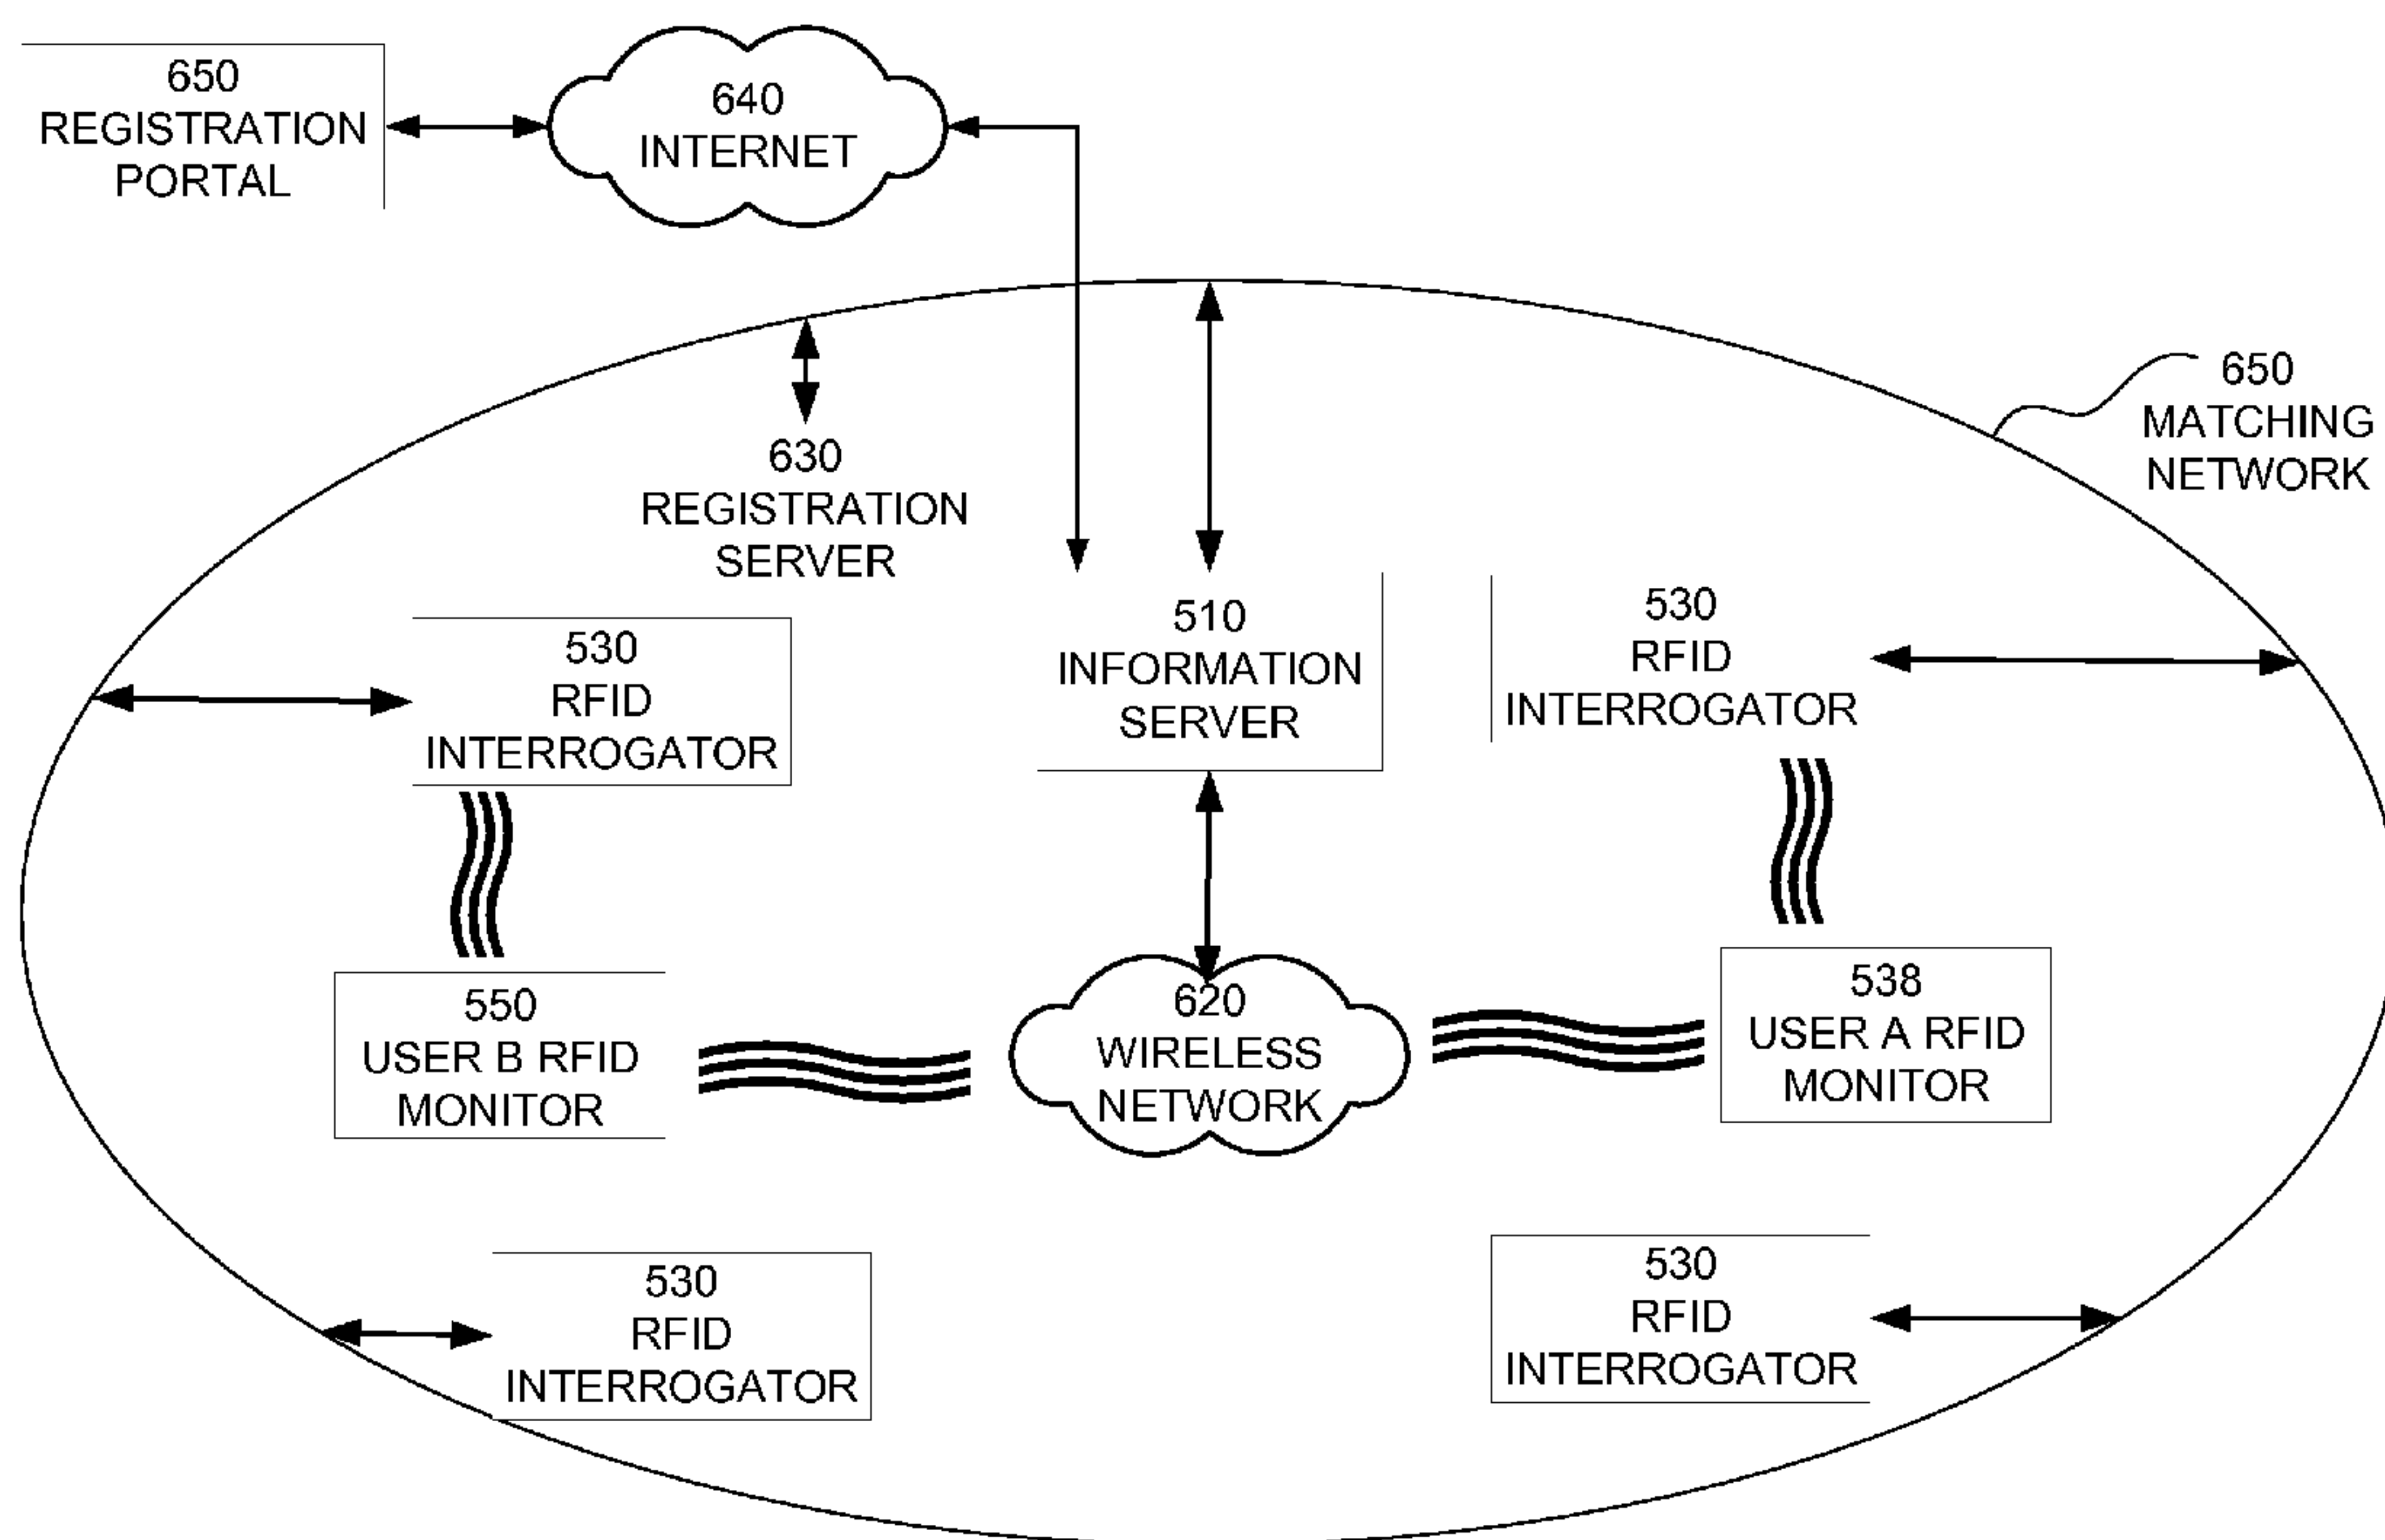 650
REGISTRATION
PORTAL
640
INTERNET
650
MATCHING
NETWORK
630
REGISTRATION
SERVER
530
RFID
INTERROGATOR
510
INFORMATION
SERVER
530
RFID
INTERROGATOR
550
USER B RFID
MONITOR
620
WIRELESS
NETWORK
538
USER A RFID
MONITOR
530
RFID
INTERROGATOR
530
RFID
INTERROGATOR